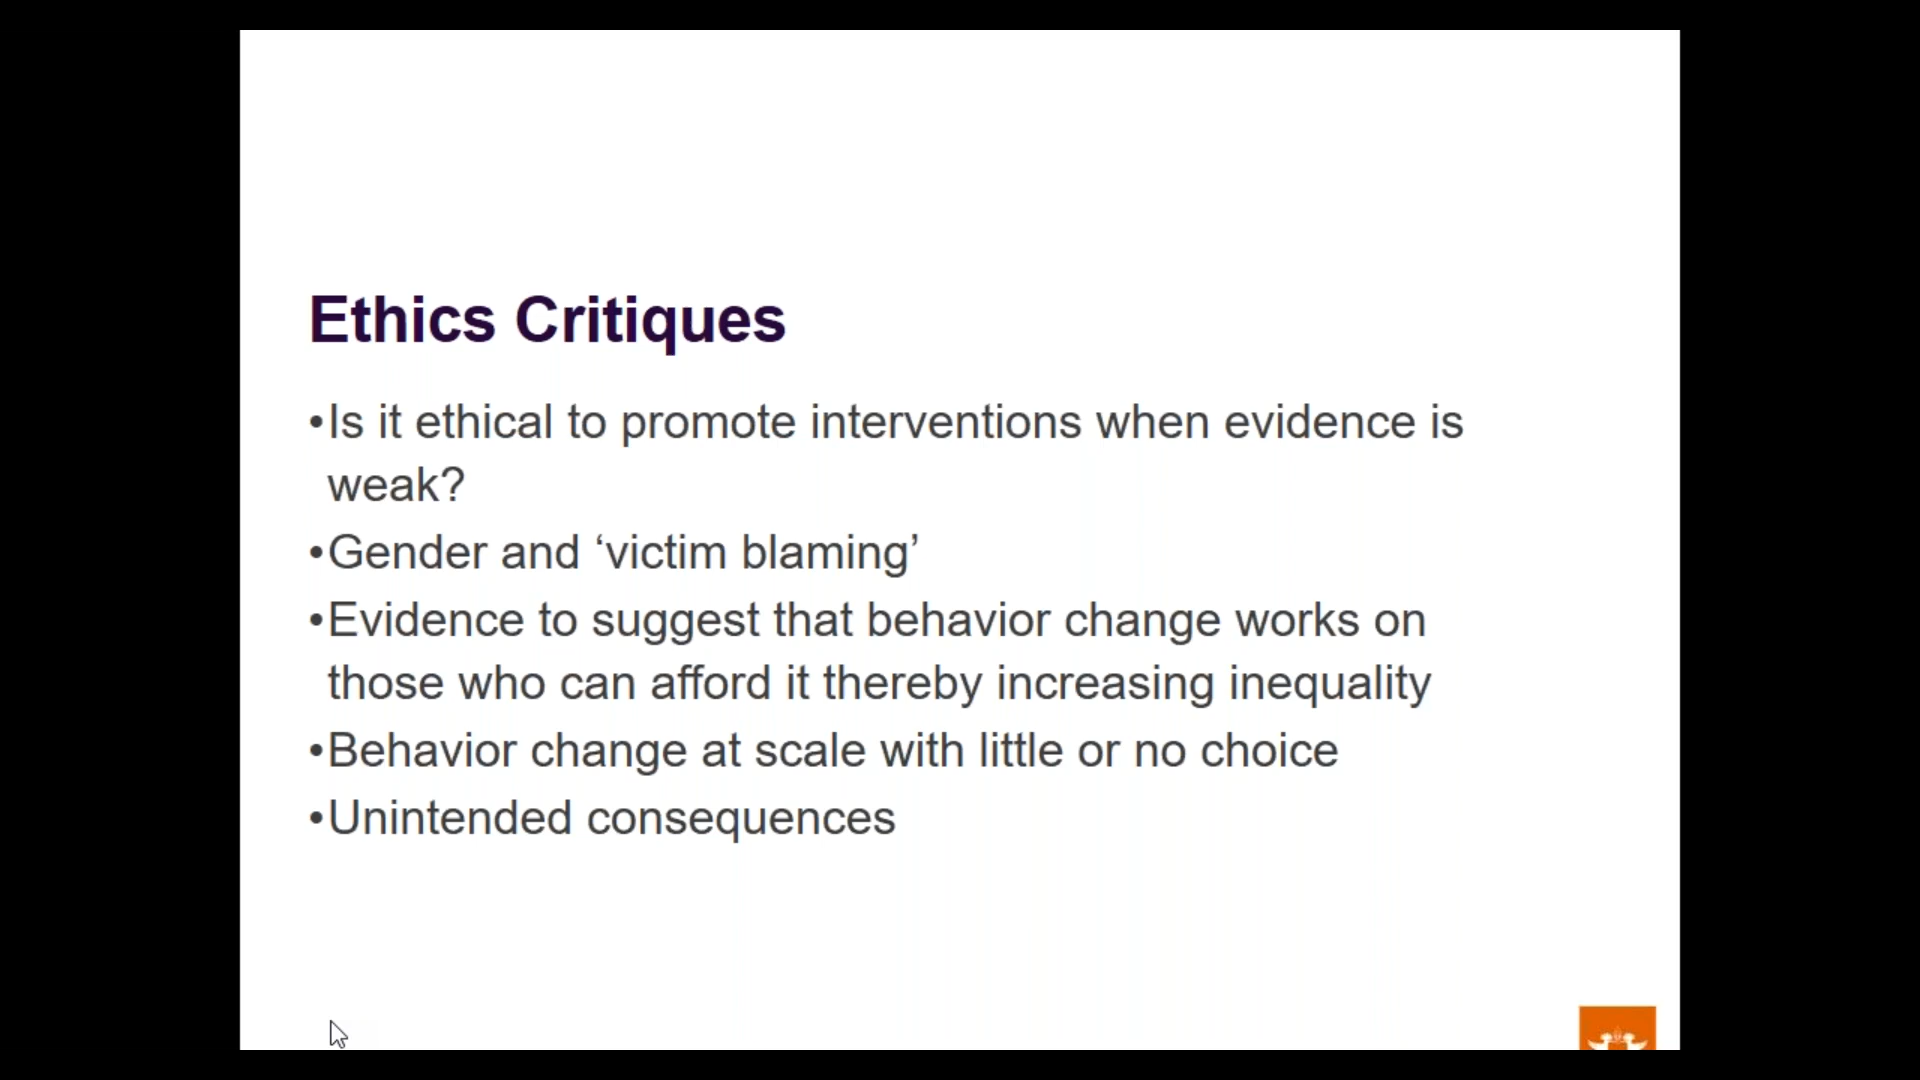 Ethics Critiques
•Is it ethical to promote interventions when evidence is
weak?
•Gender and ‘victim blaming’
•Evidence to suggest that behavior change works on
those who can afford it thereby increasing inequality
•Behavior change at scale with little or no choice
•Unintended consequences